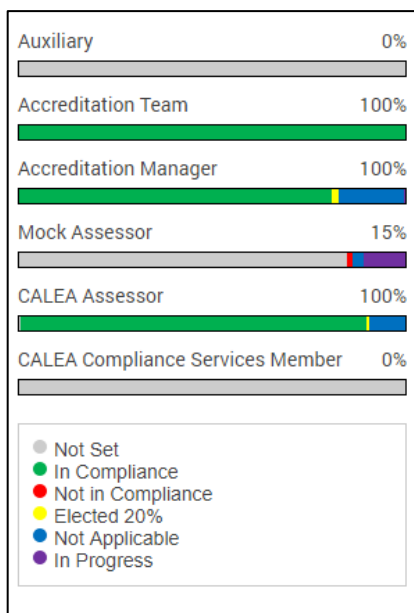 Auxiliary 0%
Accreditation Team 100%
Accreditation Manager 100%
Mock Assessor 15%
CALEA Assessor 100%
CALEA Compliance Services Member 0%
Not Set
In Compliance
Not in Compliance
Elected 20%
Not Applicable
In Progress